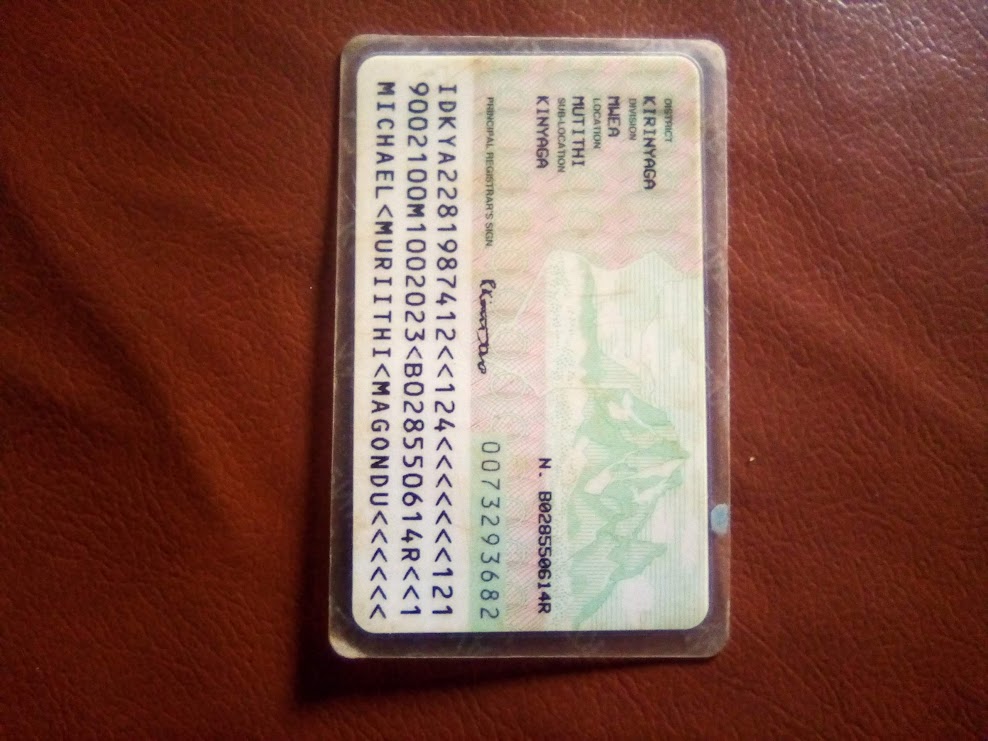 DISTRICT
KIRINYAGA
DIVISION
MWEA
LOCATION
MUTITHI
SUB-LOCATION
KINYAGA
N. B028550614R
PRINCIPAL REGISTRAR'S SIGN.
0073293682
IDKYA2281987412<<124<<<<<<<121
9002100M1002023<B028550614R<<1
MICHAEL<MURIITHI<MAGONDU<<<<<<